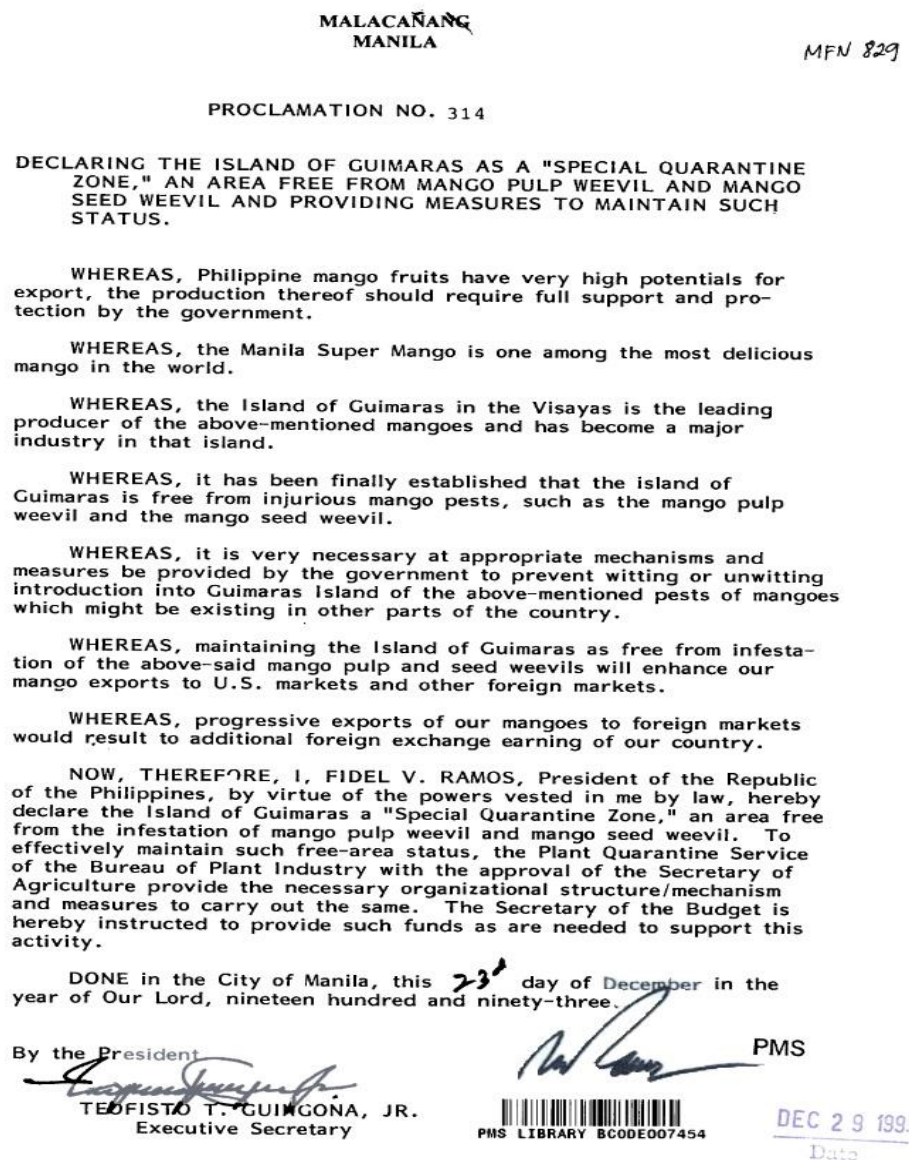 MALACAÑANG
MANILA
MFN 829
PROCLAMATION NO. 314
DECLARING THE ISLAND OF GUIMARAS AS A "SPECIAL QUARANTINE
ZONE," AN AREA FREE FROM MANGO PULP WEEVIL AND MANGO
SEED WEEVIL AND PROVIDING MEASURES TO MAINTAIN SUCH
STATUS.
WHEREAS, Philippine mango fruits have very high potentials for
export, the production thereof should require full support and pro-
tection by the government.
WHEREAS, the Manila Super Mango is one among the most delicious
mango in the world.
WHEREAS, the Island of Guimaras in the Visayas is the leading
producer of the above-mentioned mangoes and has become a major
industry in that island.
WHEREAS, it has been finally established that the island of
Guimaras is free from injurious mango pests, such as the mango pulp
weevil and the mango seed weevil.
WHEREAS, it is very necessary at appropriate mechanisms and
measures be provided by the government to prevent witting or unwitting
introduction into Guimaras Island of the above-mentioned pests of mangoes
which might be existing in other parts of the country.
WHEREAS, maintaining the Island of Guimaras as free from infesta-
tion of the above-said mango pulp and seed weevils will enhance our
mango exports to U.S. markets and other foreign markets.
WHEREAS, progressive exports of our mangoes to foreign markets
would result to additional foreign exchange earning of our country.
NOW, THEREFORE, I, FIDEL V. RAMOS, President of the Republic
of the Philippines, by virtue of the powers vested in me by law, hereby
declare the Island of Guimaras a "Special Quarantine Zone," an area free
from the infestation of mango pulp weevil and mango seed weevil. To
effectively maintain such free-area status, the Plant Quarantine Service
of the Bureau of Plant Industry with the approval of the Secretary of
Agriculture provide the necessary organizational structure/mechanism
and measures to carry out the same. The Secretary of the Budget is
hereby instructed to provide such funds as are needed to support this
activity.
DONE in the City of Manila, this 23d day of December in the
year of Our Lord, nineteen hundred and ninety-three.
By the President
PMS
TEOFISTO T. GUINGONA, JR.
Executive Secretary
PMS LIBRARY BCODE007454
DEC 29 199
Date